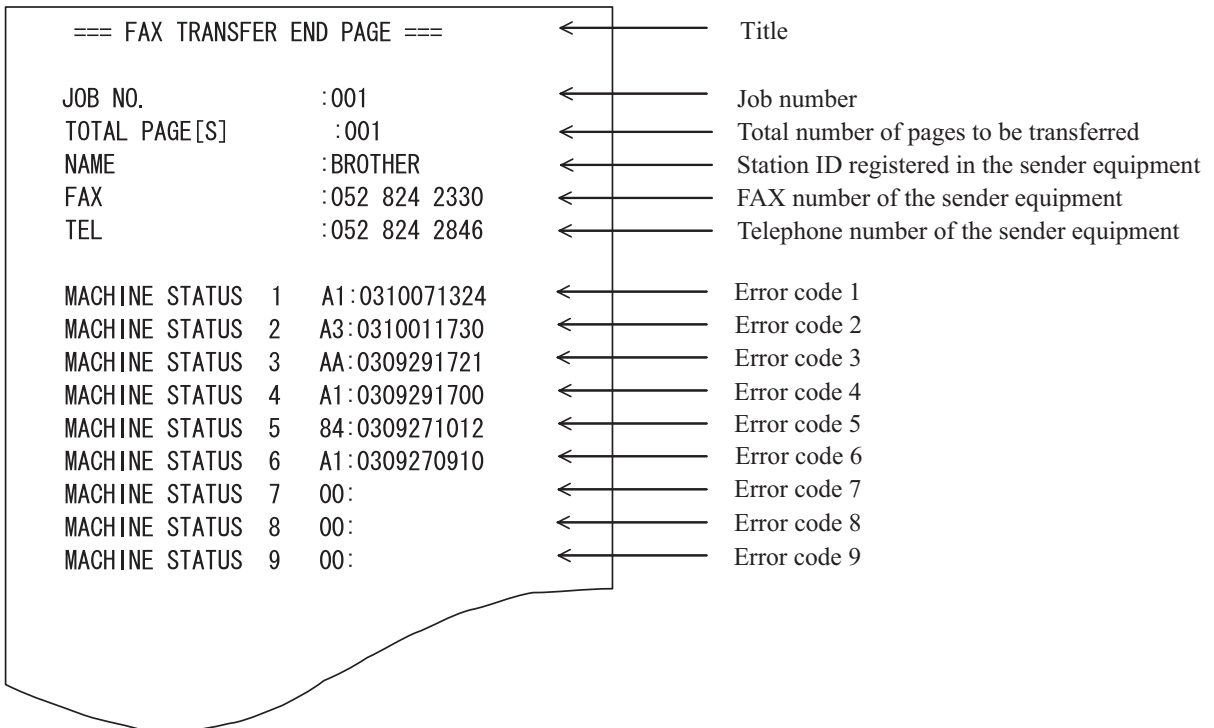 === FAX TRANSFER END PAGE === Title
JOB NO. :001 Job number
TOTAL PAGE[S] :001 Total number of pages to be transferred
NAME :BROTHER Station ID registered in the sender equipment
FAX :052 824 2330 FAX number of the sender equipment
TEL :052 824 2846 Telephone number of the sender equipment
MACHINE STATUS 1 A1:0310071324 Error code 1
MACHINE STATUS 2 A3:0310011730 Error code 2
MACHINE STATUS 3 AA:0309291721 Error code 3
MACHINE STATUS 4 A1:0309291700 Error code 4
MACHINE STATUS 5 84:0309271012 Error code 5
MACHINE STATUS 6 A1:0309270910 Error code 6
MACHINE STATUS 7 00: Error code 7
MACHINE STATUS 8 00: Error code 8
MACHINE STATUS 9 00: Error code 9